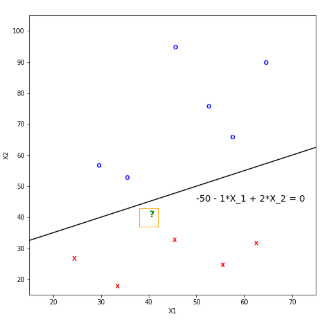 100
90
80
70
60
50
40
30
20
X2
o
o
o
o
o
o
-50 - 1*X_1 + 2*X_2 = 0
?
x
x
x
x
x
20 30 40 50 60 70
X1